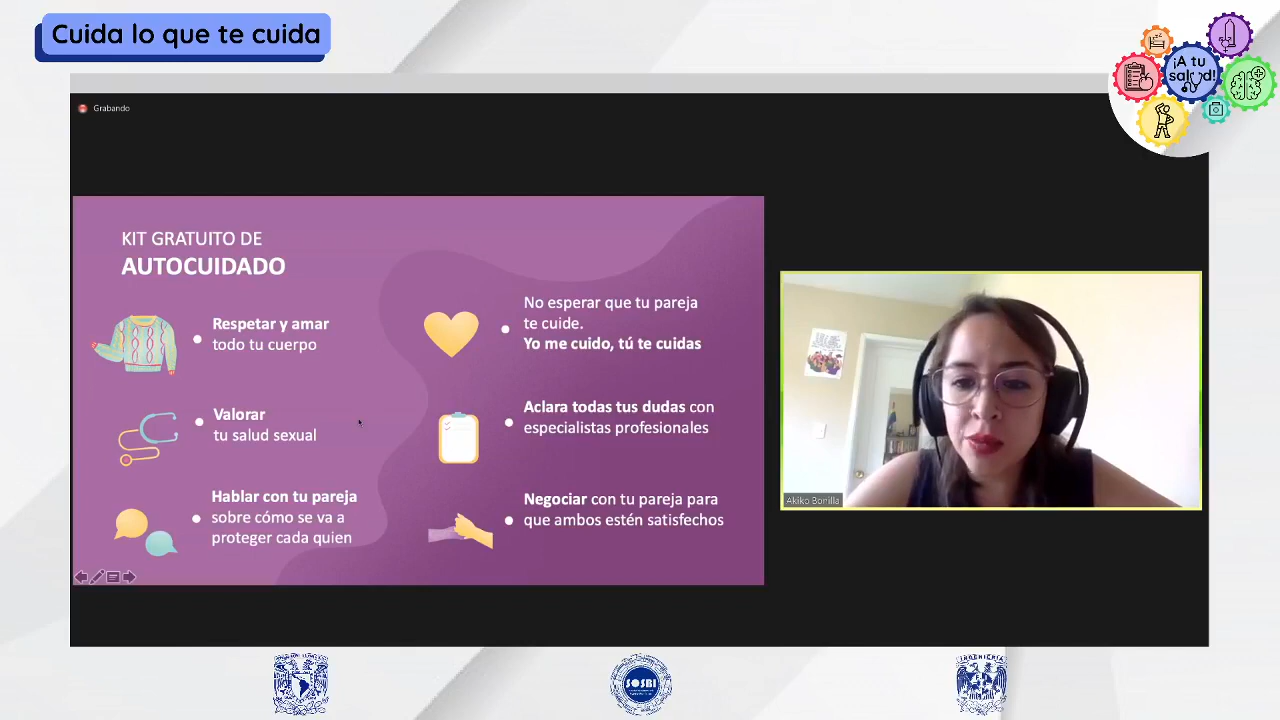 Cuida lo que te cuida
¡A tu
salud!
Grabando
KIT GRATUITO DE
AUTOCUIDADO
Respetar y amar
todo tu cuerpo
Valorar
tu salud sexual
Hablar con tu pareja
sobre cómo se va a
proteger cada quien
No esperar que tu pareja
te cuide.
Yo me cuido, tú te cuidas
Aclara todas tus dudas con
especialistas profesionales
Negociar con tu pareja para
que ambos estén satisfechos
Akiko Bonilla
SOSBI
INGENIERIA